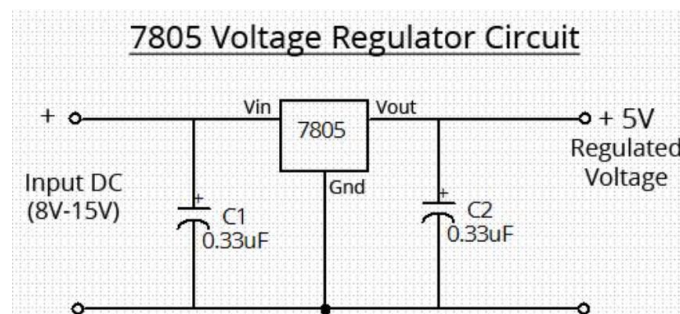 7805 Voltage Regulator Circuit
+
Vin
7805
Vout
+ 5V
Regulated
Voltage
Input DC
(8V-15V)
Gnd
+
C1
0.33uF
+
C2
0.33uF